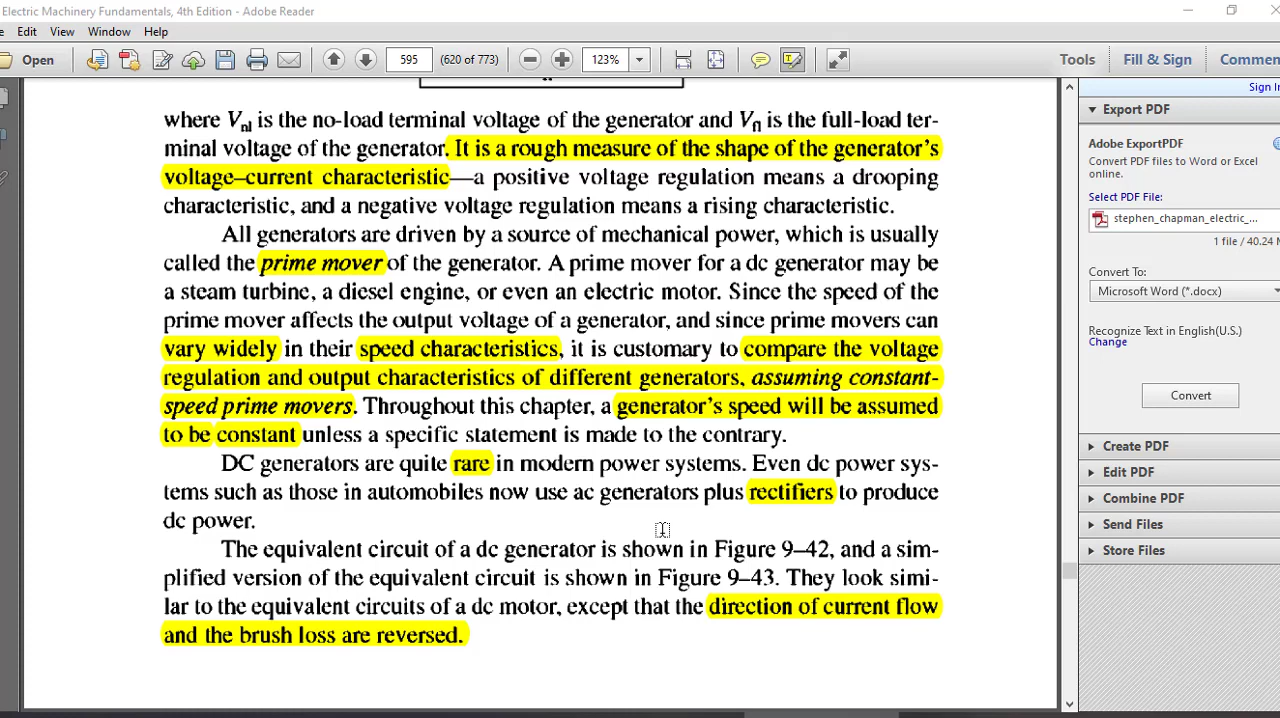 Electric Machinery Fundamentals, 4th Edition - Adobe Reader
Edit View Window Help
Open 595 (620 of 773) 123% Tools Fill & Sign
Sign In
where Vnl is the no-load terminal voltage of the generator and Vfl is the full-load ter-
minal voltage of the generator. It is a rough measure of the shape of the generator's
voltage–current characteristic—a positive voltage regulation means a drooping
characteristic, and a negative voltage regulation means a rising characteristic.
All generators are driven by a source of mechanical power, which is usually
called the prime mover of the generator. A prime mover for a dc generator may be
a steam turbine, a diesel engine, or even an electric motor. Since the speed of the
prime mover affects the output voltage of a generator, and since prime movers can
vary widely in their speed characteristics, it is customary to compare the voltage
regulation and output characteristics of different generators, assuming constant-
speed prime movers. Throughout this chapter, a generator's speed will be assumed
to be constant unless a specific statement is made to the contrary.
DC generators are quite rare in modern power systems. Even dc power sys-
tems such as those in automobiles now use ac generators plus rectifiers to produce
dc power.
The equivalent circuit of a dc generator is shown in Figure 9–42, and a sim-
plified version of the equivalent circuit is shown in Figure 9–43. They look simi-
lar to the equivalent circuits of a dc motor, except that the direction of current flow
and the brush loss are reversed.
Export PDF
Adobe ExportPDF
Convert PDF files to Word or Excel
online.
Select PDF File:
stephen_chapman_electric_...
1 file / 40.24 M
Convert To:
Microsoft Word (*.docx)
Recognize Text in English(U.S.)
Change
Convert
Create PDF
Edit PDF
Combine PDF
Send Files
Store Files